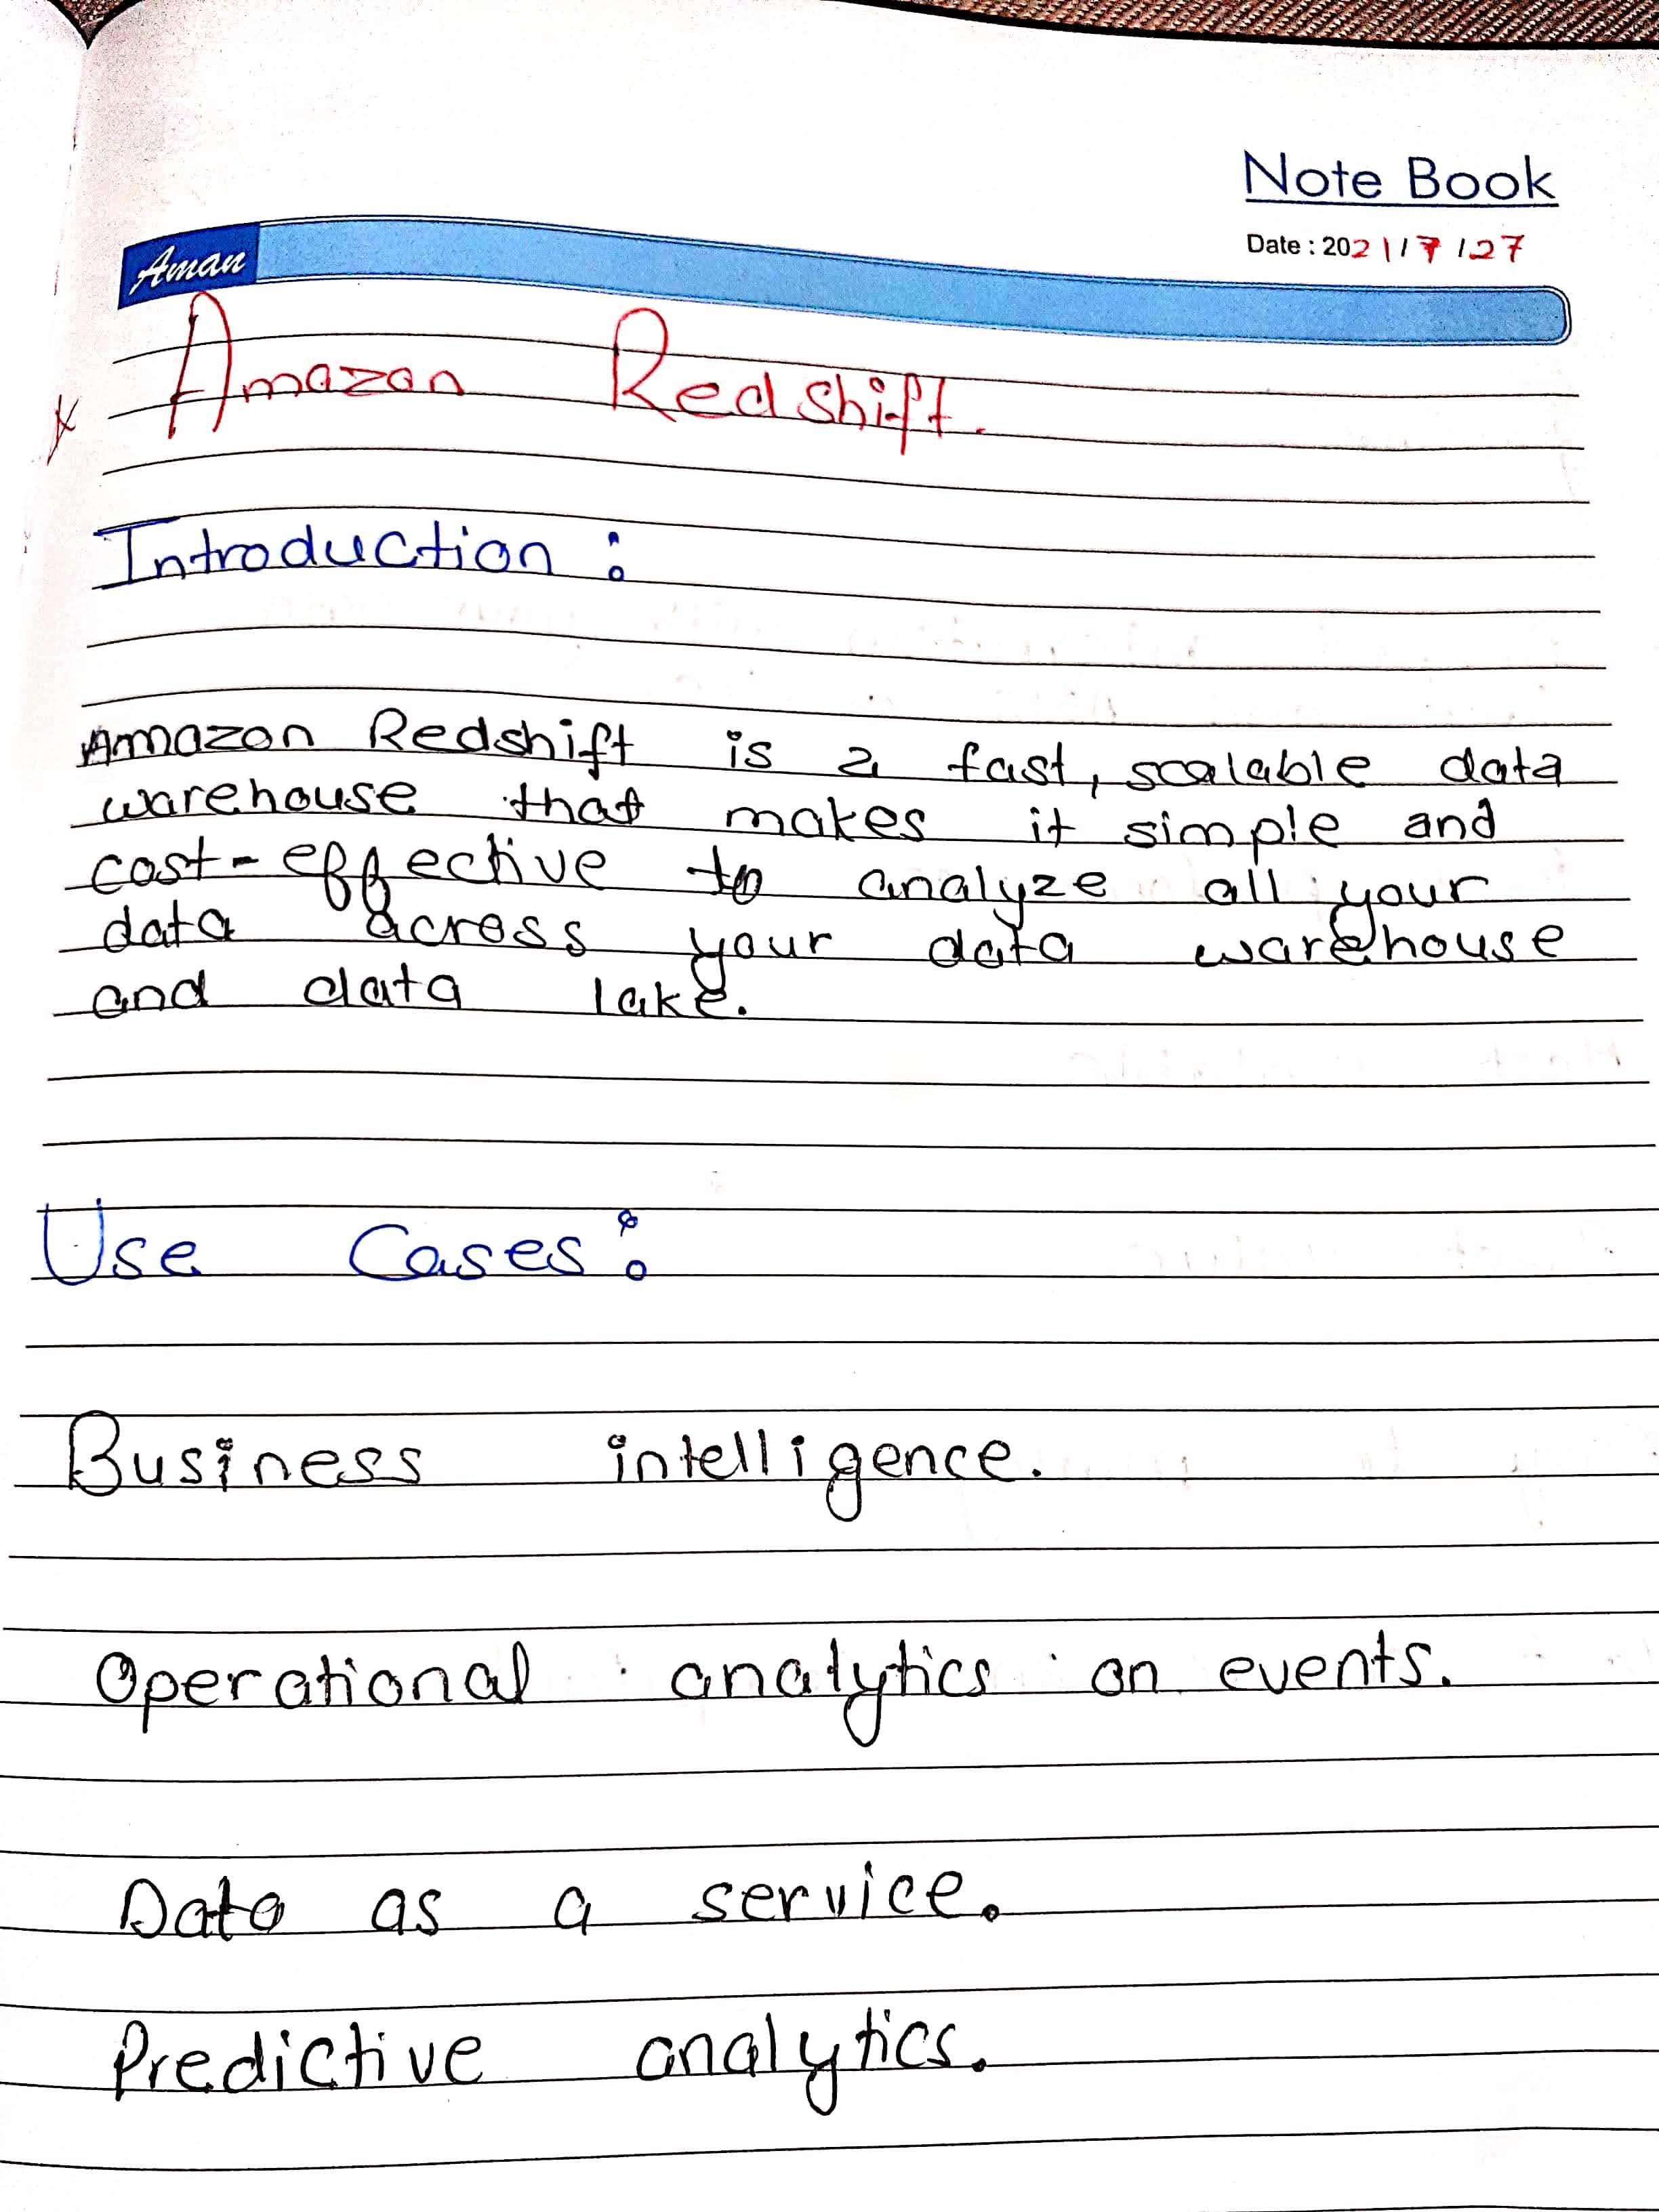 Note Book
Date : 2021/7/27
Aman
Amazon Redshift.
Introduction :
Amazon Redshift is a fast, scalable data
warehouse that makes it simple and
cost-effective to analyze all your
data across your data warehouse
and data lake.
Use Cases :
Business intelligence.
Operational analytics on events.
Data as a service.
Predictive analytics.